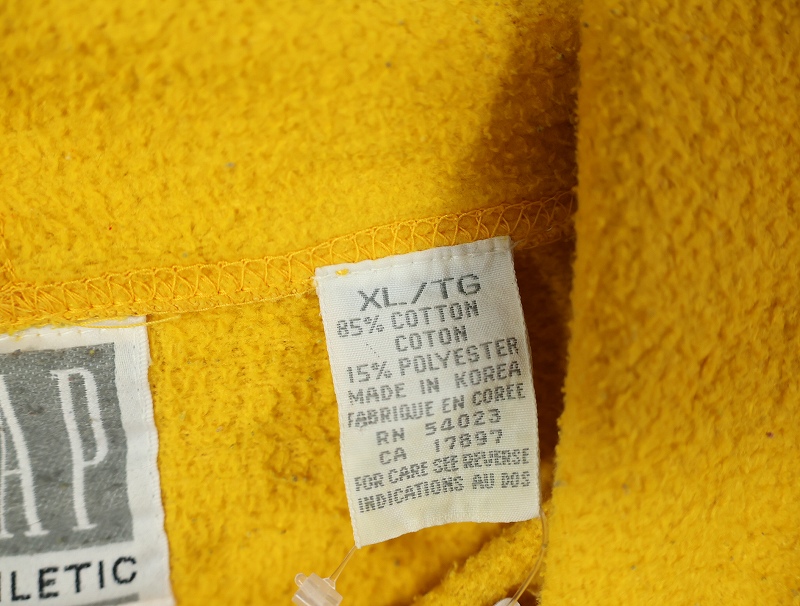 XL/TG
85% COTTON
COTON
15% POLYESTER
MADE IN KOREA
FABRIQUE EN COREE
RN 54023
CA 17897
FOR CARE SEE REVERSE
INDICATIONS AU DOS
AP
LETIC